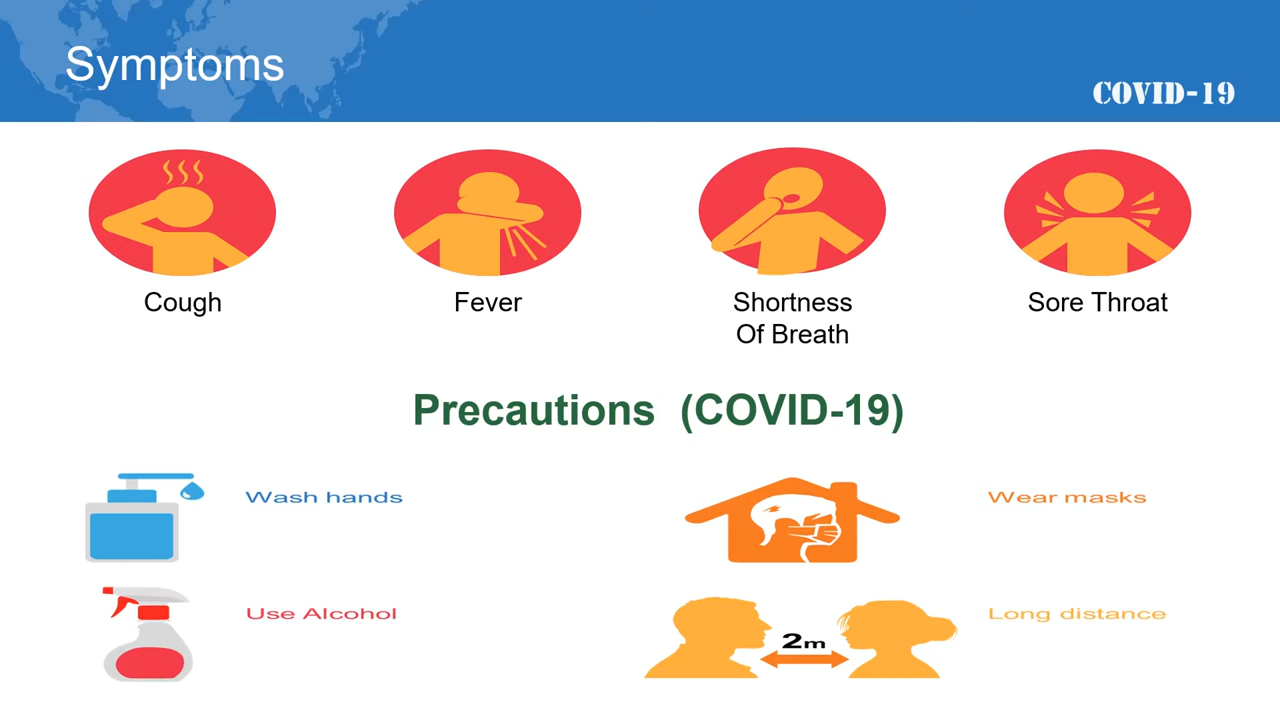 Symptoms
COVID-19
Cough
Fever
Shortness
Of Breath
Sore Throat
Precautions (COVID-19)
Wash hands
Wear masks
Use Alcohol
2m
Long distance